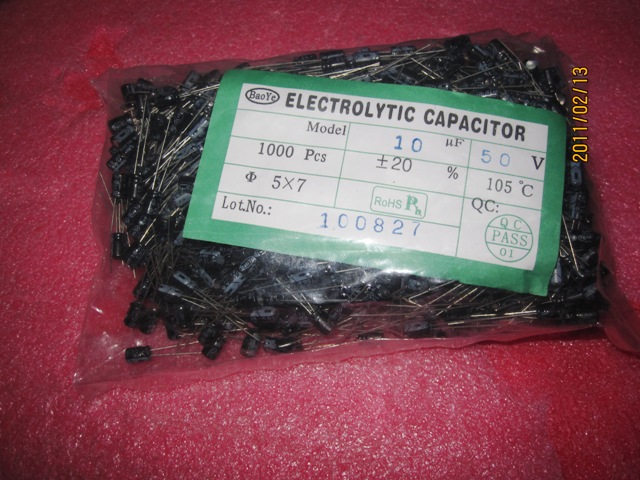 BaoYe ELECTROLYTIC CAPACITOR
Model 10 µF 50 V
1000 Pcs ±20 % 105 ℃
Φ 5×7 RoHS QC:
Lot.No.: 100827
QC
PASS
01
2011/02/13